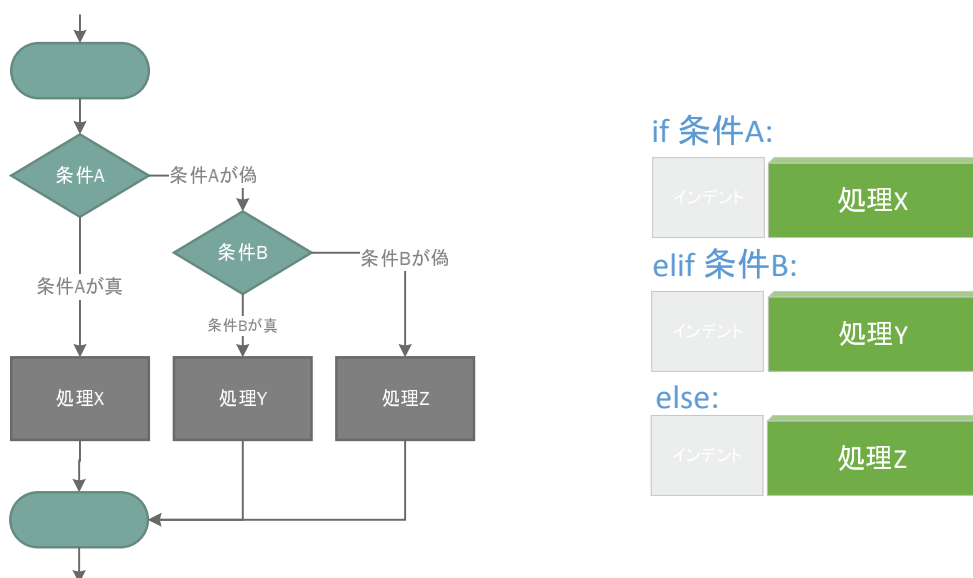 条件A
条件Aが偽
条件B
条件Bが偽
条件Aが真
条件Bが真
処理X
処理Y
処理Z
if 条件A:
インデント
処理X
elif 条件B:
インデント
処理Y
else:
インデント
処理Z